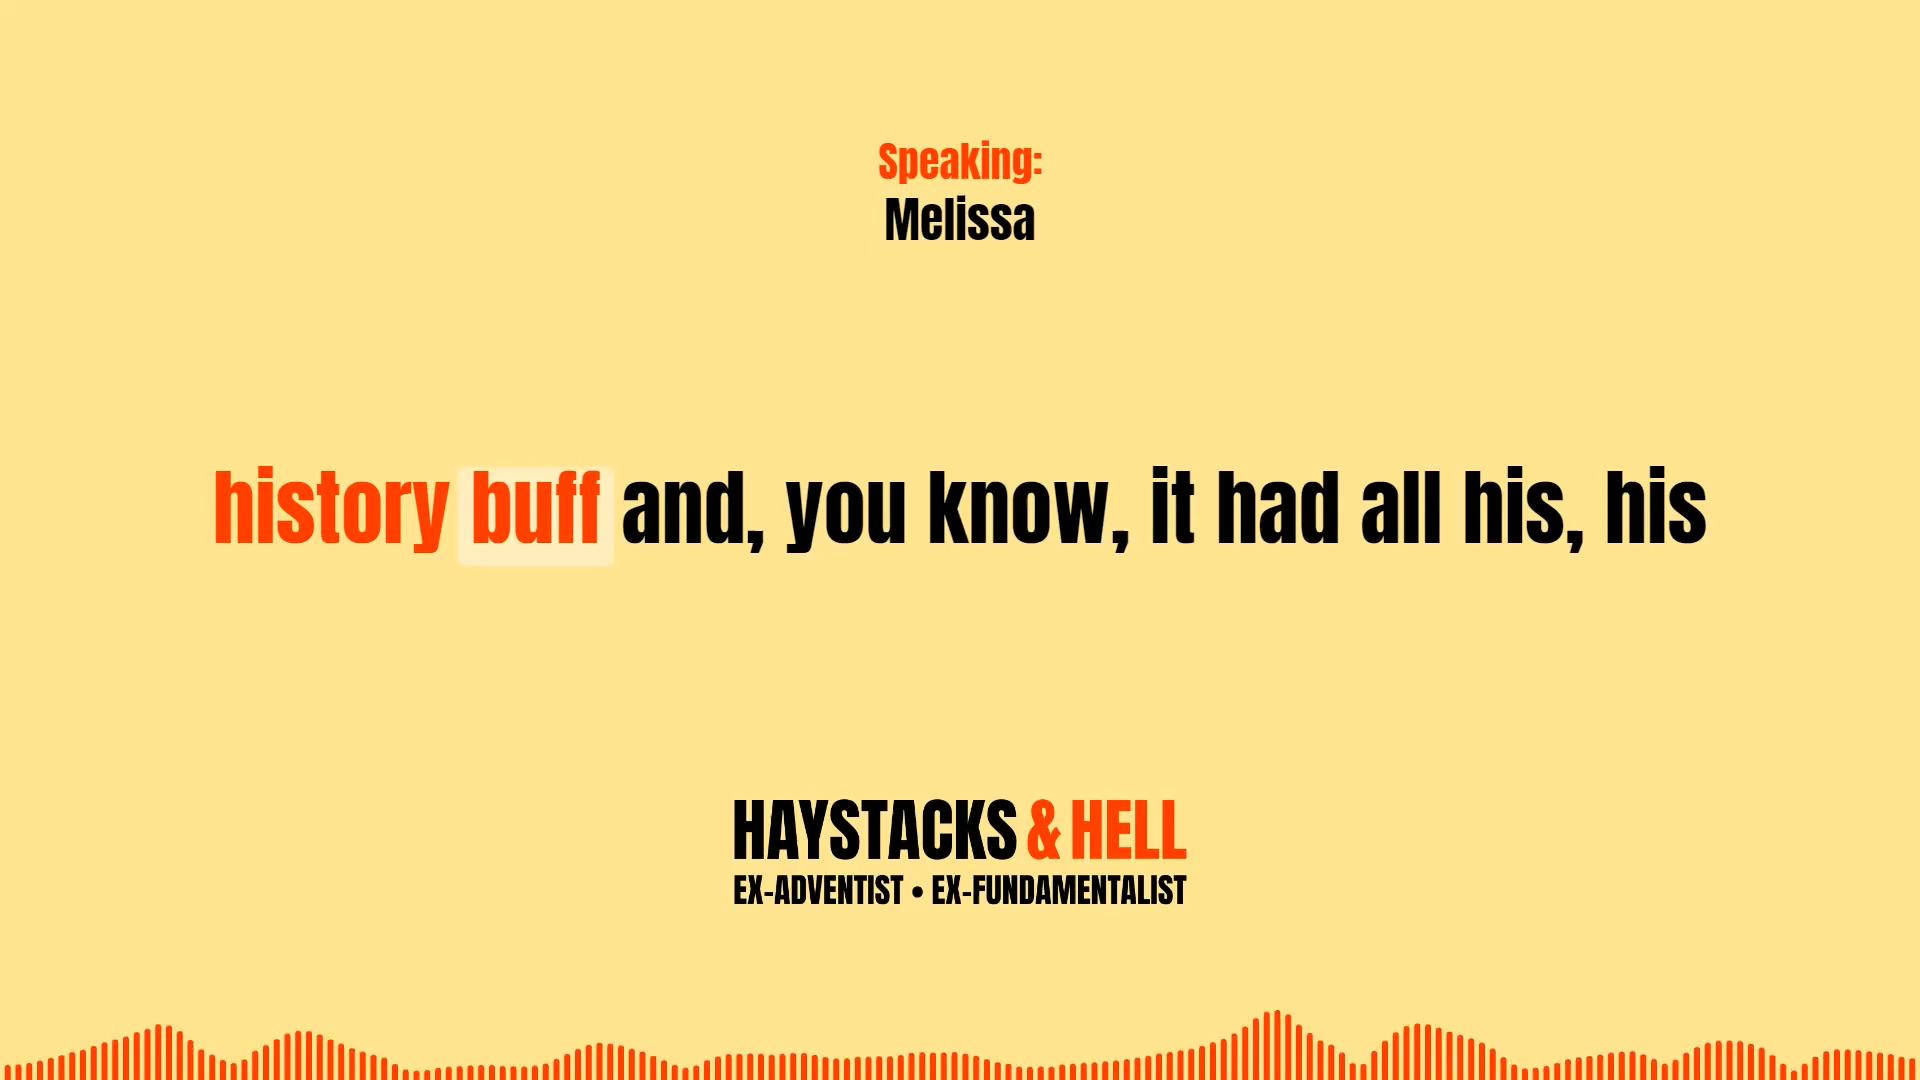 Speaking:
Melissa
history buff and, you know, it had all his, his
HAYSTACKS & HELL
EX-ADVENTIST • EX-FUNDAMENTALIST